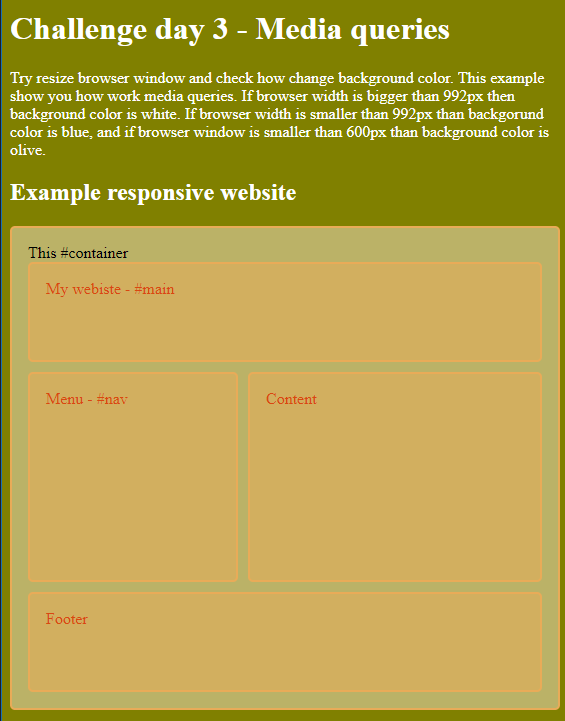 Challenge day 3 - Media queries
Try resize browser window and check how change background color. This example
show you how work media queries. If browser width is bigger than 992px then
background color is white. If browser width is smaller than 992px than backgorund
color is blue, and if browser window is smaller than 600px than background color is
olive.
Example responsive website
This #container
My webiste - #main
Menu - #nav
Content
Footer